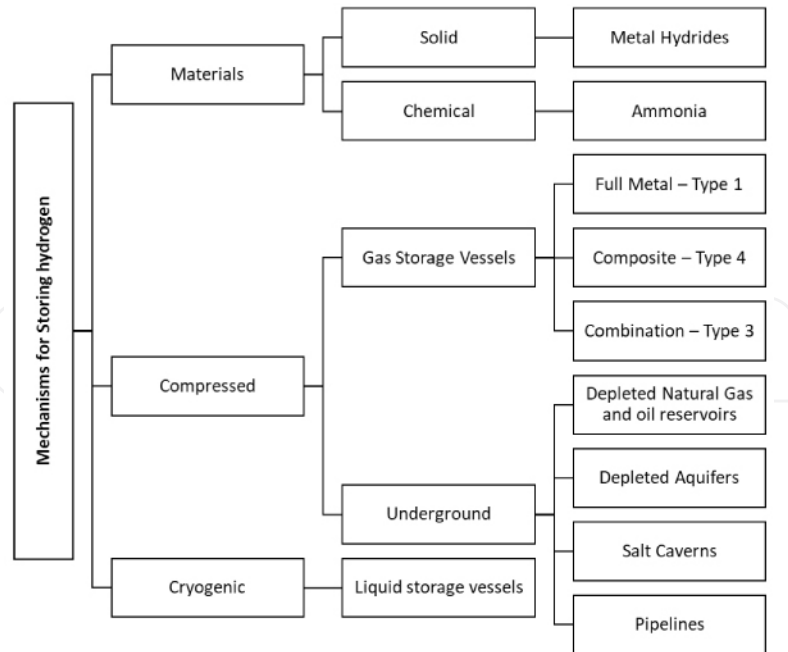 Mechanisms for Storing hydrogen
Materials
Solid
Metal Hydrides
Chemical
Ammonia
Compressed
Gas Storage Vessels
Full Metal – Type 1
Composite – Type 4
Combination – Type 3
Underground
Depleted Natural Gas
and oil reservoirs
Depleted Aquifers
Salt Caverns
Pipelines
Cryogenic
Liquid storage vessels